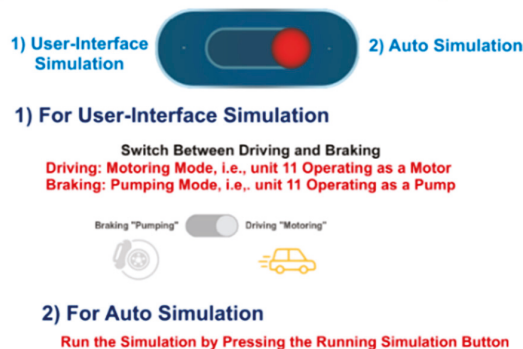 1) User-Interface
Simulation
2) Auto Simulation
1) For User-Interface Simulation
Switch Between Driving and Braking
Driving: Motoring Mode, i.e., unit 11 Operating as a Motor
Braking: Pumping Mode, i.e,. unit 11 Operating as a Pump
Braking "Pumping"
Driving "Motoring"
2) For Auto Simulation
Run the Simulation by Pressing the Running Simulation Button